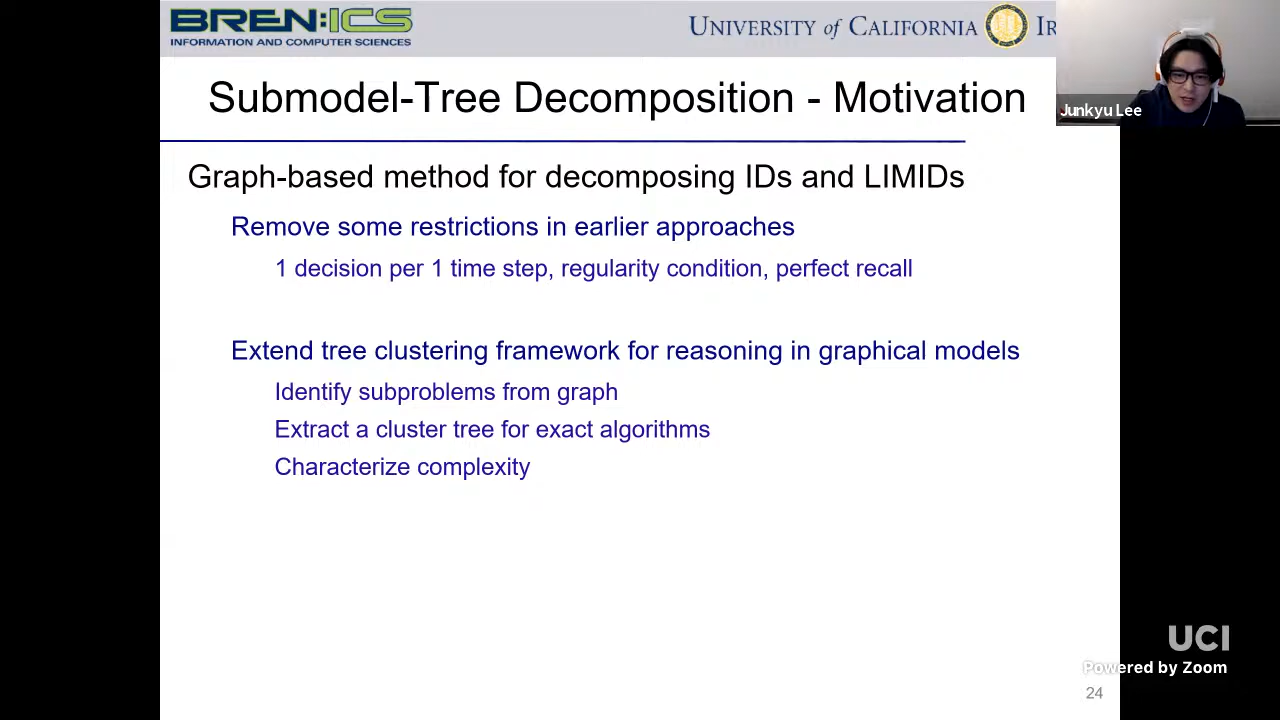 BREN:ICS
INFORMATION AND COMPUTER SCIENCES
UNIVERSITY of CALIFORNIA IR
Junkyu Lee
Submodel-Tree Decomposition - Motivation
Graph-based method for decomposing IDs and LIMIDs
Remove some restrictions in earlier approaches
1 decision per 1 time step, regularity condition, perfect recall
Extend tree clustering framework for reasoning in graphical models
Identify subproblems from graph
Extract a cluster tree for exact algorithms
Characterize complexity
UCI
Powered by Zoom
24